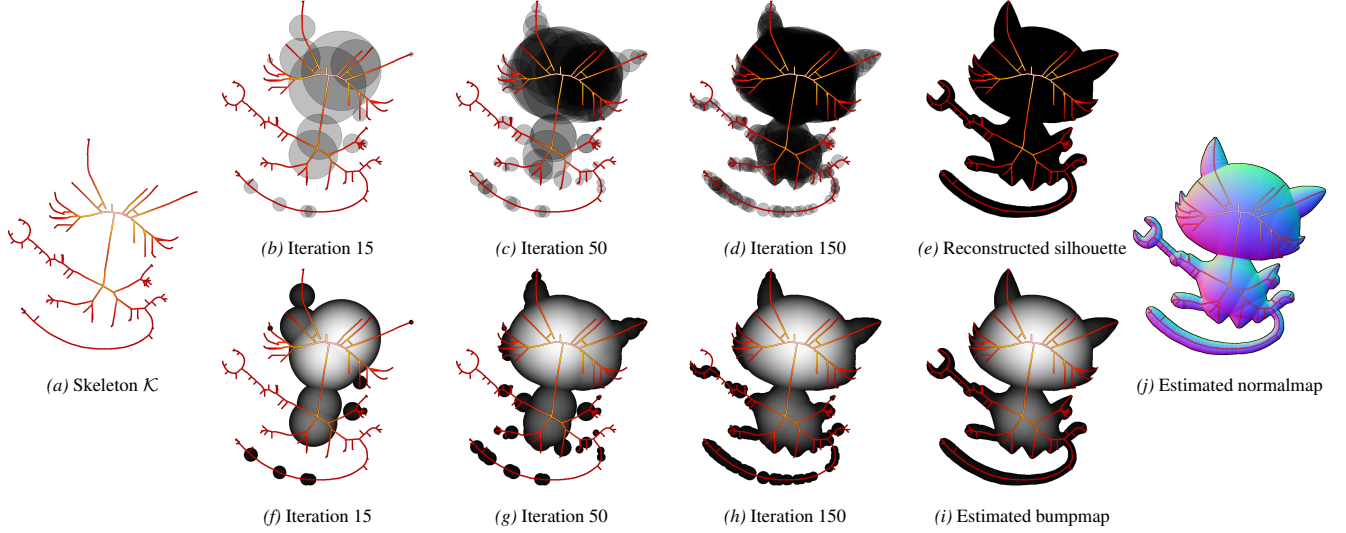 (a) Skeleton 𝒦
(b) Iteration 15
(c) Iteration 50
(d) Iteration 150
(e) Reconstructed silhouette
(f) Iteration 15
(g) Iteration 50
(h) Iteration 150
(i) Estimated bumpmap
(j) Estimated normalmap